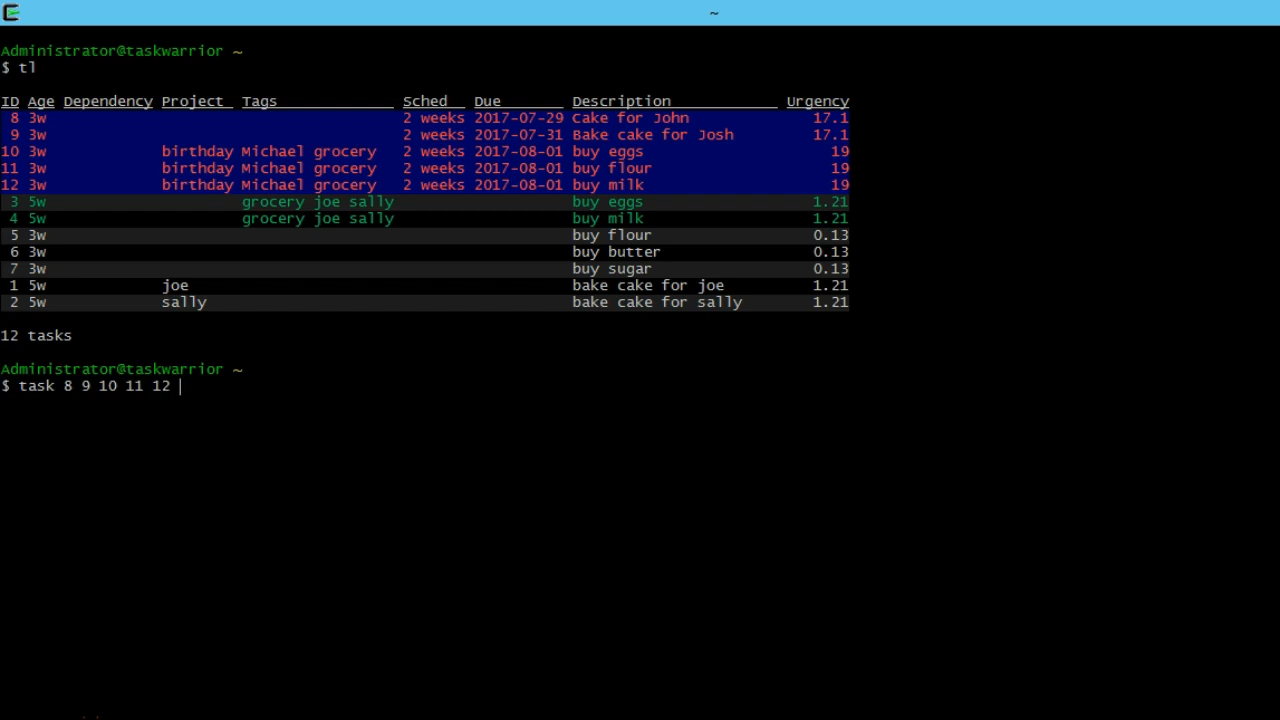 ~
Administrator@taskwarrior ~
$ tl
ID Age Dependency Project Tags Sched Due Description Urgency
8 3w 2 weeks 2017-07-29 Cake for John 17.1
9 3w 2 weeks 2017-07-31 Bake cake for Josh 17.1
10 3w birthday Michael grocery 2 weeks 2017-08-01 buy eggs 19
11 3w birthday Michael grocery 2 weeks 2017-08-01 buy flour 19
12 3w birthday Michael grocery 2 weeks 2017-08-01 buy milk 19
3 5w grocery joe sally buy eggs 1.21
4 5w grocery joe sally buy milk 1.21
5 3w buy flour 0.13
6 3w buy butter 0.13
7 3w buy sugar 0.13
1 5w joe bake cake for joe 1.21
2 5w sally bake cake for sally 1.21
12 tasks
Administrator@taskwarrior ~
$ task 8 9 10 11 12